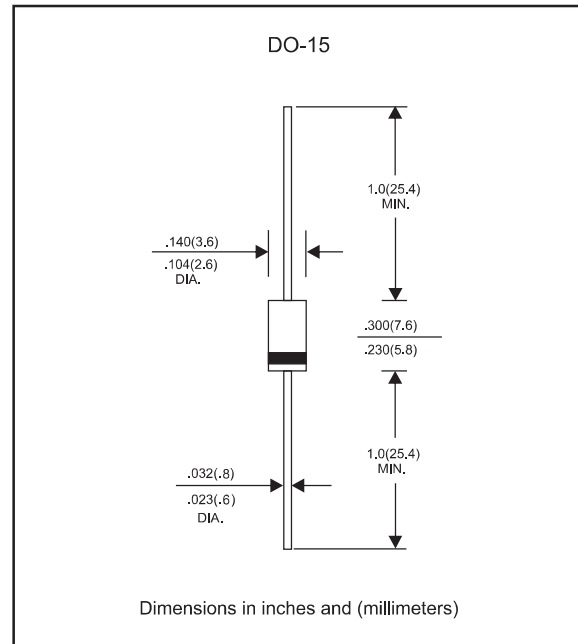 DO-15
1.0(25.4)
MIN.
.140(3.6)
.104(2.6)
DIA.
.300(7.6)
.230(5.8)
1.0(25.4)
MIN.
.032(.8)
.023(.6)
DIA.
Dimensions in inches and (millimeters)